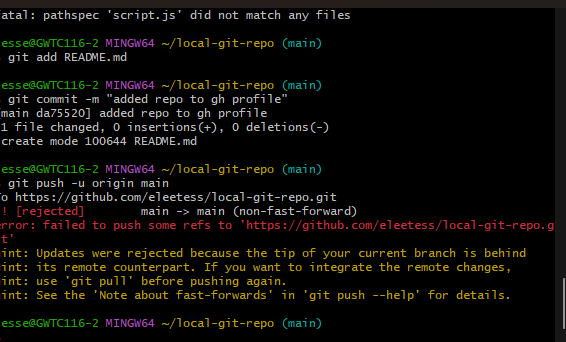 atal: pathspec 'script.js' did not match any files
esse@GWTC116-2 MINGW64 ~/local-git-repo (main)
git add README.md
esse@GWTC116-2 MINGW64 ~/local-git-repo (main)
git commit -m "added repo to gh profile"
main da75520] added repo to gh profile
1 file changed, 0 insertions(+), 0 deletions(-)
create mode 100644 README.md
esse@GWTC116-2 MINGW64 ~/local-git-repo (main)
git push -u origin main
o https://github.com/eleetess/local-git-repo.git
! [rejected]        main -> main (non-fast-forward)
rror: failed to push some refs to 'https://github.com/eleetess/local-git-repo.g
t'
int: Updates were rejected because the tip of your current branch is behind
int: its remote counterpart. If you want to integrate the remote changes,
int: use 'git pull' before pushing again.
int: See the 'Note about fast-forwards' in 'git push --help' for details.
esse@GWTC116-2 MINGW64 ~/local-git-repo (main)